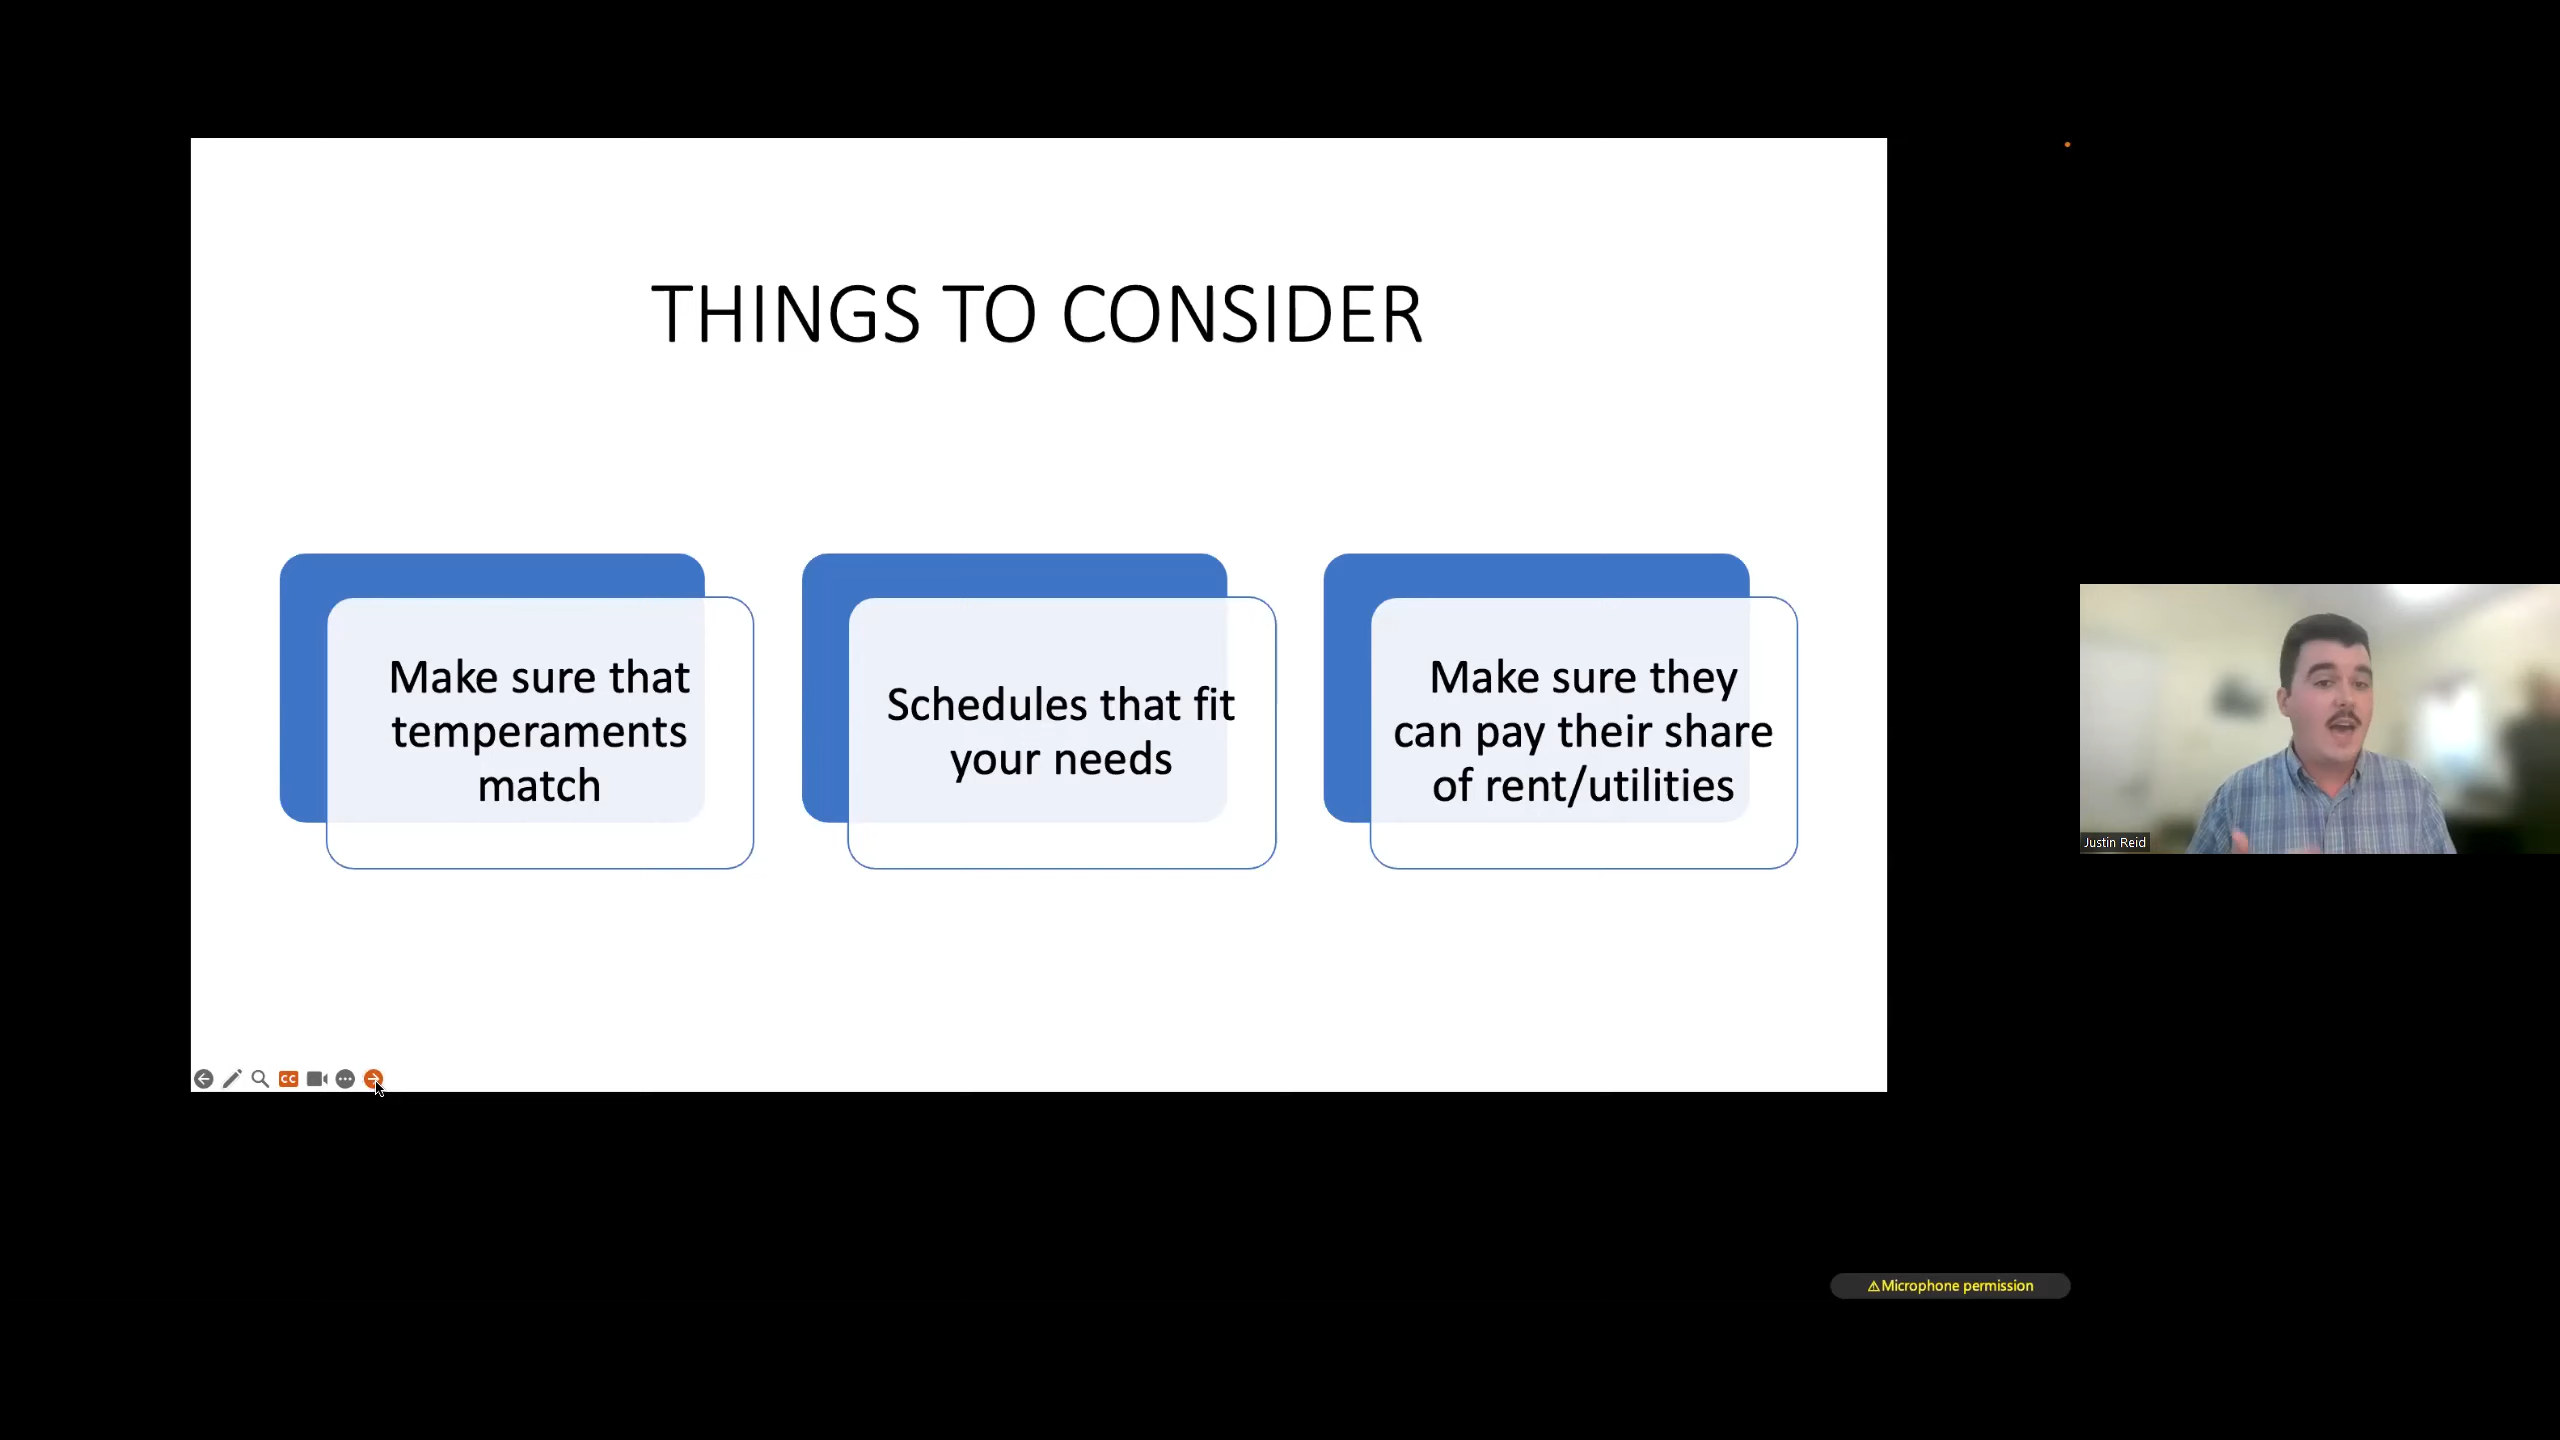 THINGS TO CONSIDER
Make sure that
temperaments
match
Schedules that fit
your needs
Make sure they
can pay their share
of rent/utilities
CC
Justin Reid
⚠Microphone permission